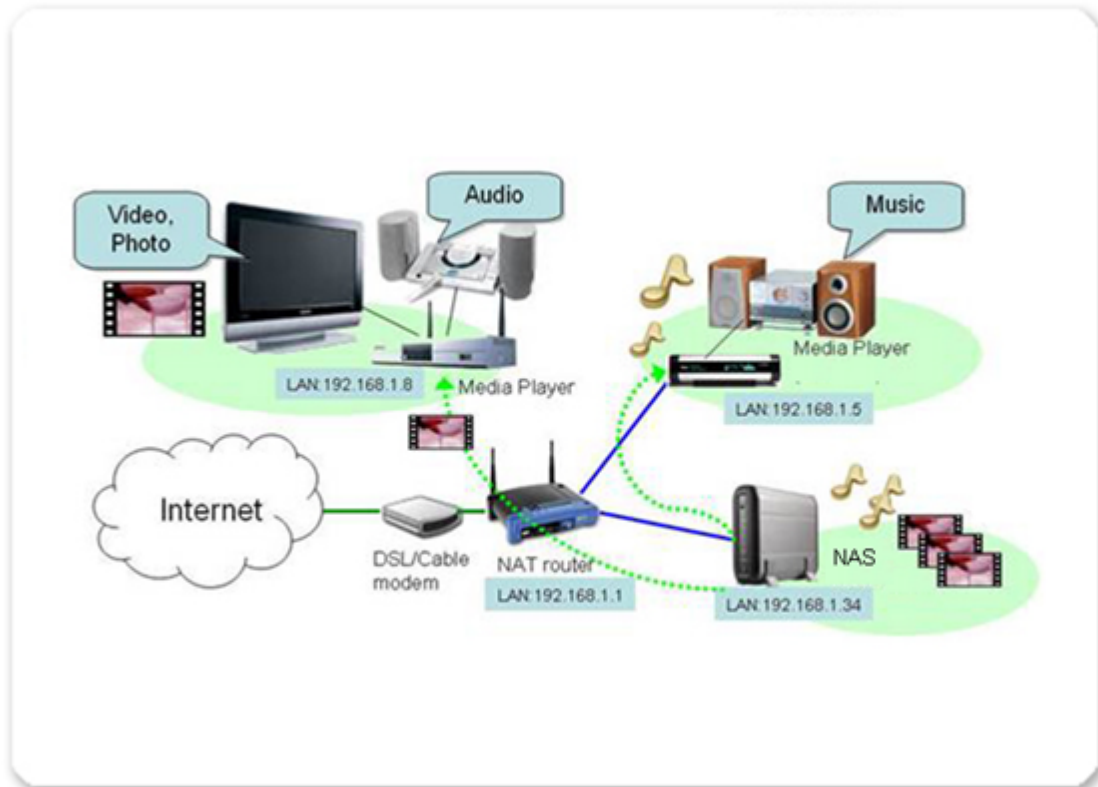 Video,
Photo
Audio
Music
LAN:192.168.1.8
Media Player
Media Player
LAN:192.168.1.5
Internet
DSL/Cable
modem
NAT router
LAN:192.168.1.1
NAS
LAN:192.168.1.34